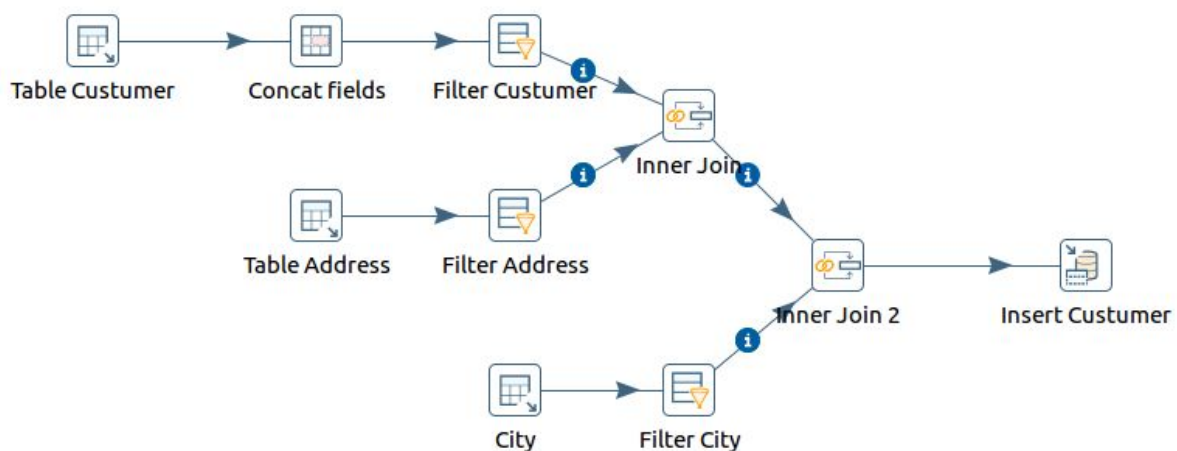 Table Custumer
Concat fields
Filter Custumer
i
Inner Join
i
i
Table Address
Filter Address
Inner Join 2
Insert Custumer
i
City
Filter City